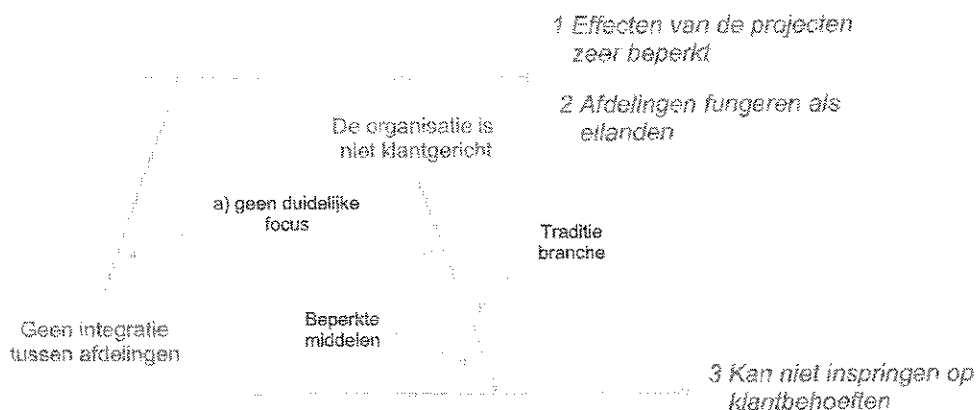 1 Effecten van de projecten
zeer beperkt
2 Afdelingen fungeren als
eilanden
De organisatie is
niet klantgericht
a) geen duidelijke
focus
Traditie
branche
Geen integratie
tussen afdelingen
Beperkte
middelen
3 Kan niet inspringen op
klantbehoeften